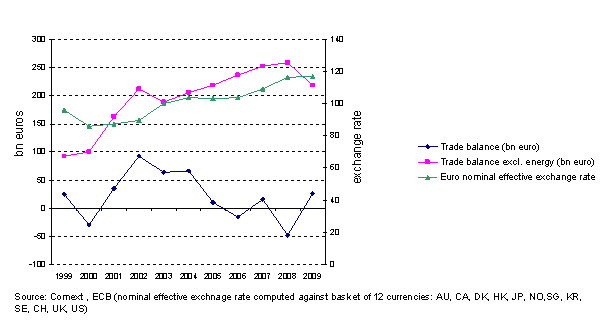 300
250
200
150
100
50
0
-50
-100
bn euros
140
120
100
80
60
40
20
0
exchange rate
1999 2000 2001 2002 2003 2004 2005 2006 2007 2008 2009
Trade balance (bn euro)
Trade balance excl. energy (bn euro)
Euro nominal effective exchange rate
Source: Comext , ECB (nominal effective exchnage rate computed against basket of 12 currencies: AU, CA, DK, HK, JP, NO,SG, KR,
SE, CH, UK, US)